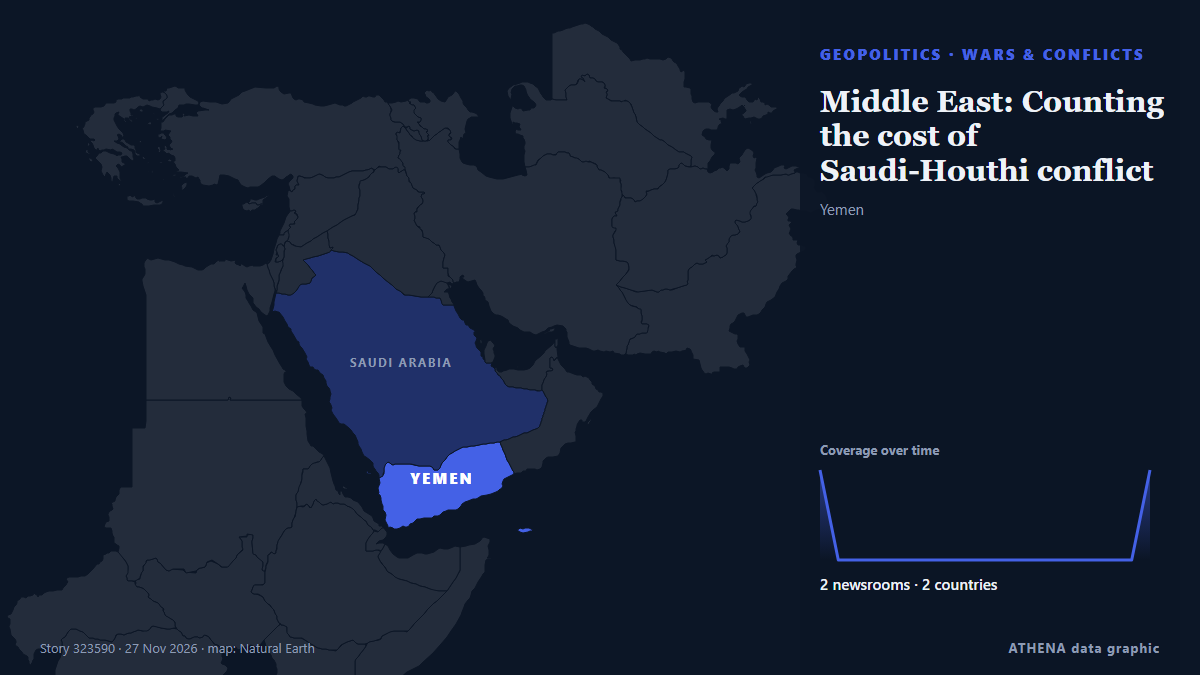 GEOPOLITICS · WARS & CONFLICTS
Middle East: Counting
the cost of
Saudi-Houthi conflict
Yemen
SAUDI ARABIA
YEMEN
Coverage over time
2 newsrooms · 2 countries
Story 323590 · 27 Nov 2026 · map: Natural Earth
ATHENA data graphic